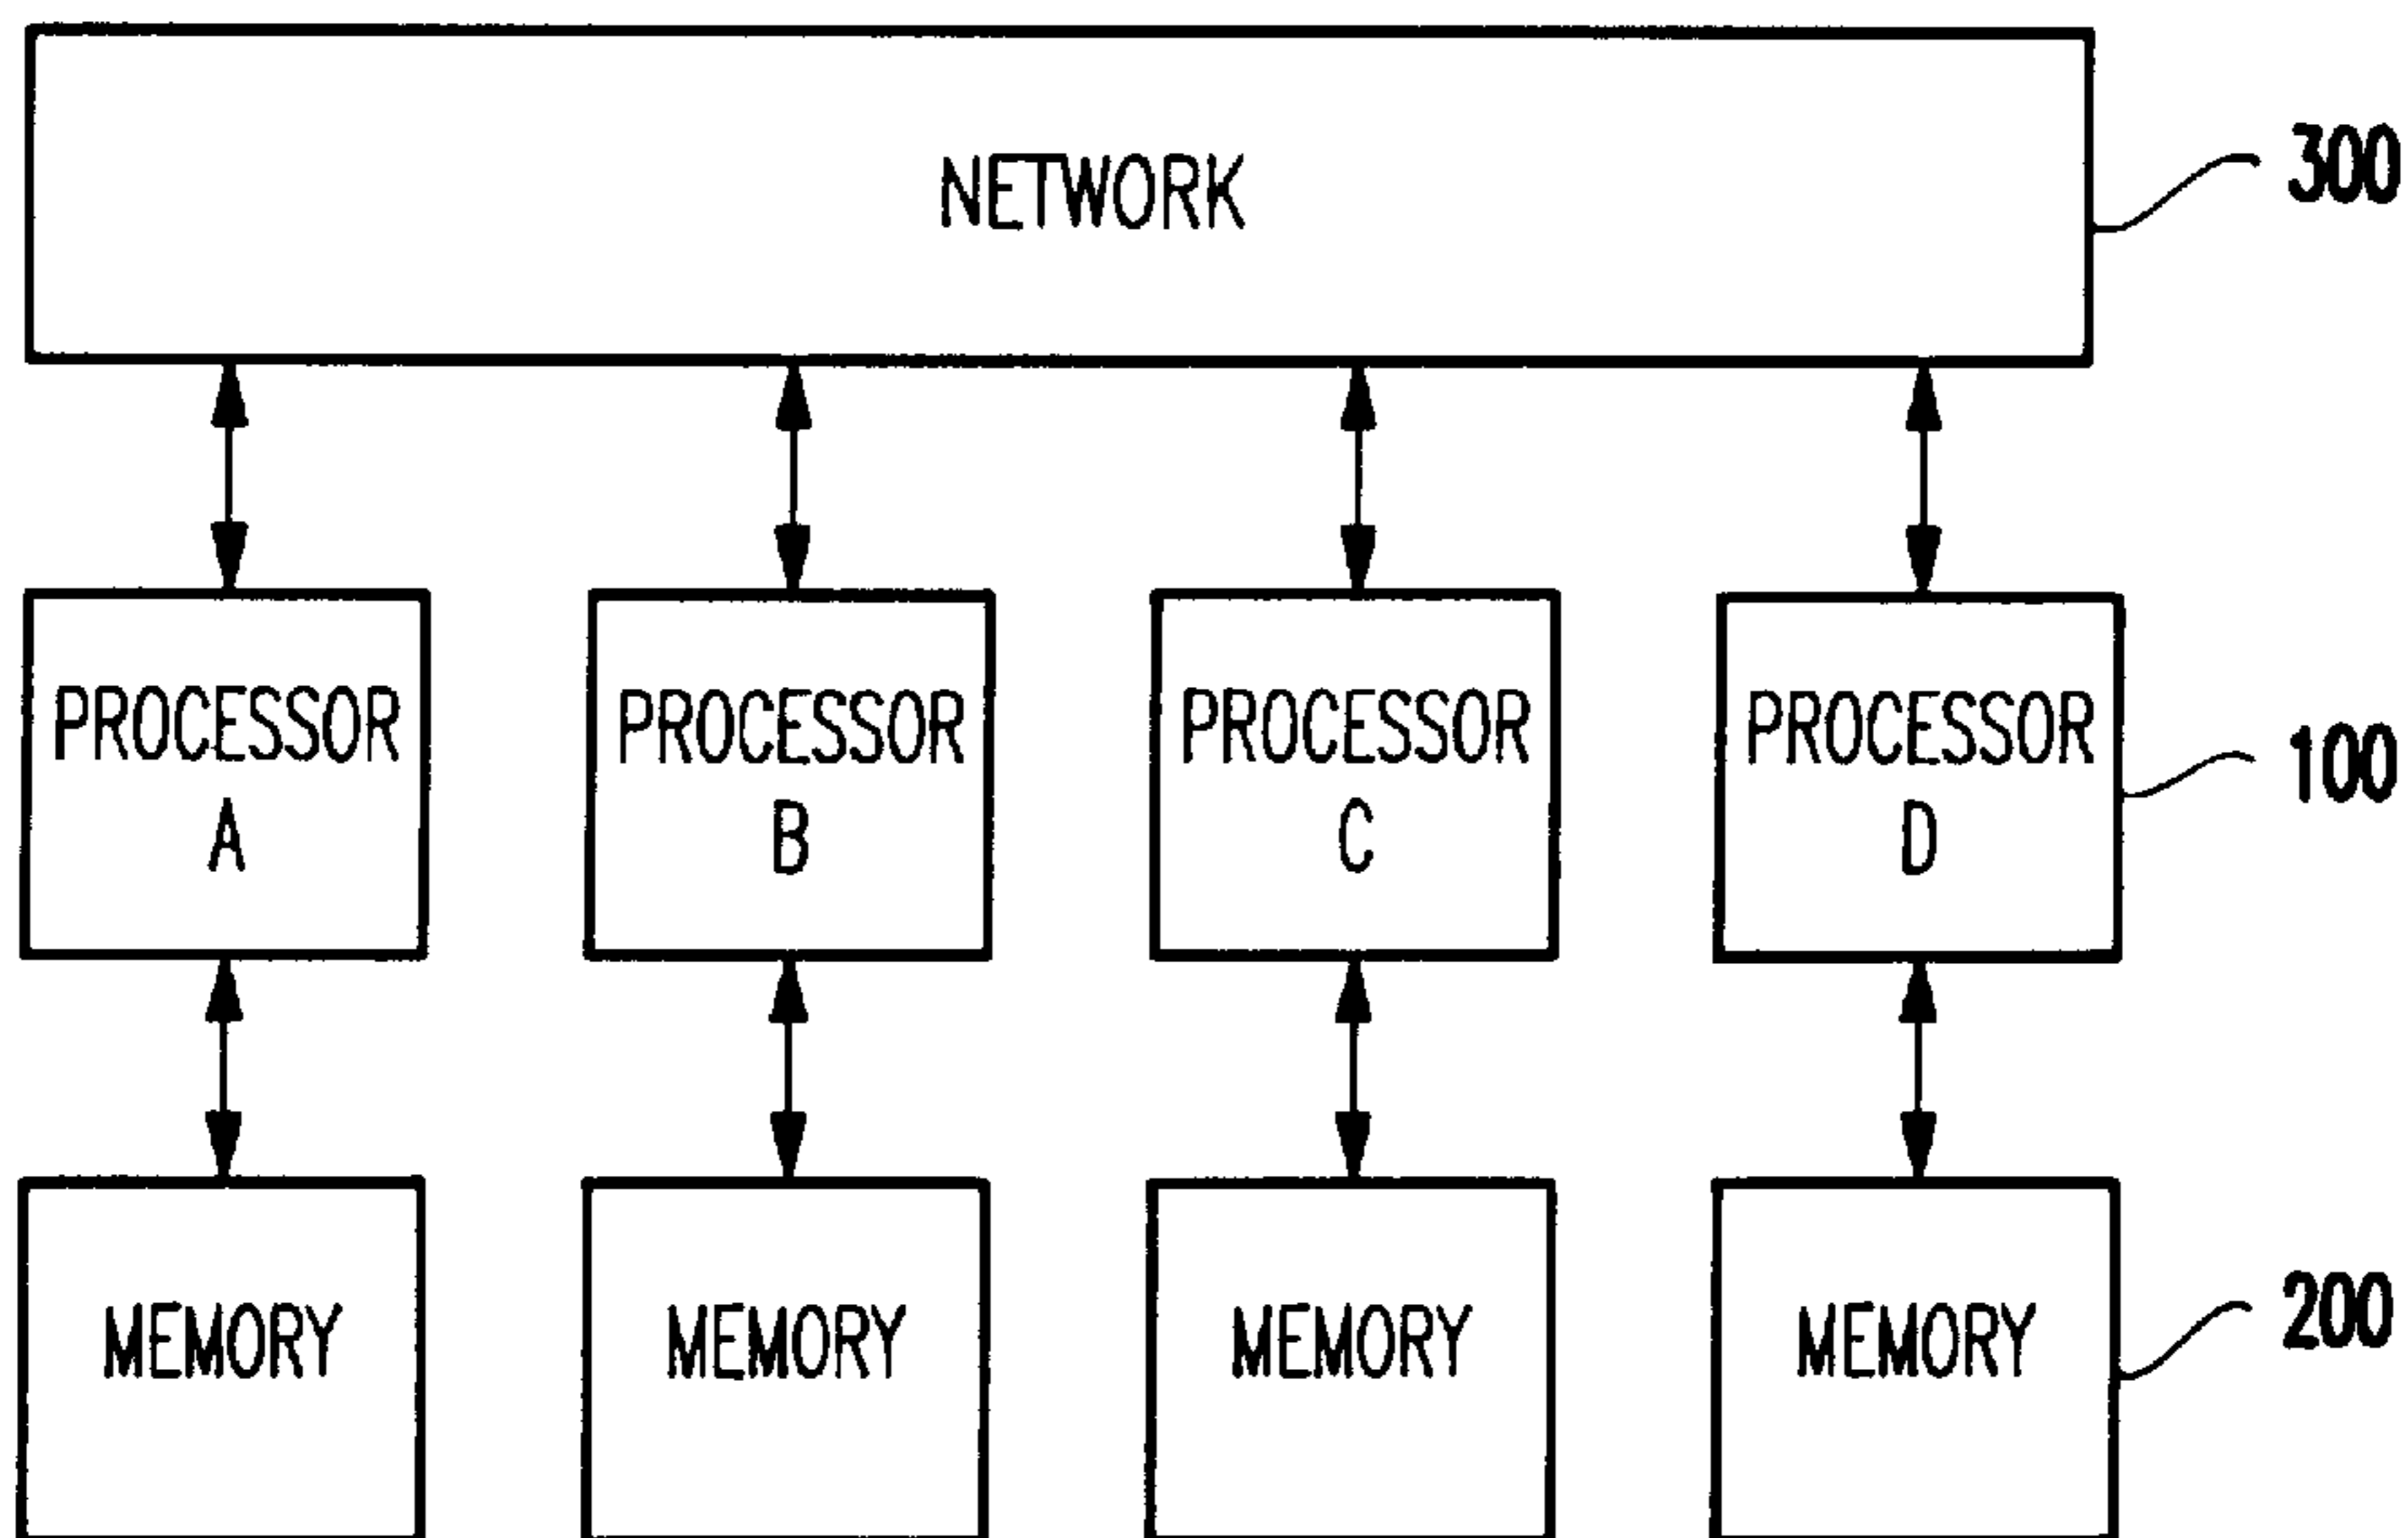 NETWORK
300
PROCESSOR
A
PROCESSOR
B
PROCESSOR
C
PROCESSOR
D
100
MEMORY
MEMORY
MEMORY
MEMORY
200